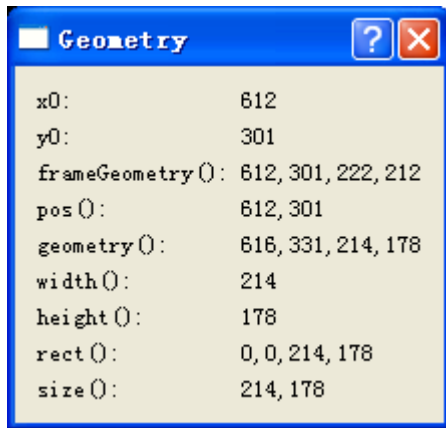 Geometry
x0: 612
y0: 301
frameGeometry(): 612, 301, 222, 212
pos(): 612, 301
geometry(): 616, 331, 214, 178
width(): 214
height(): 178
rect(): 0, 0, 214, 178
size(): 214, 178